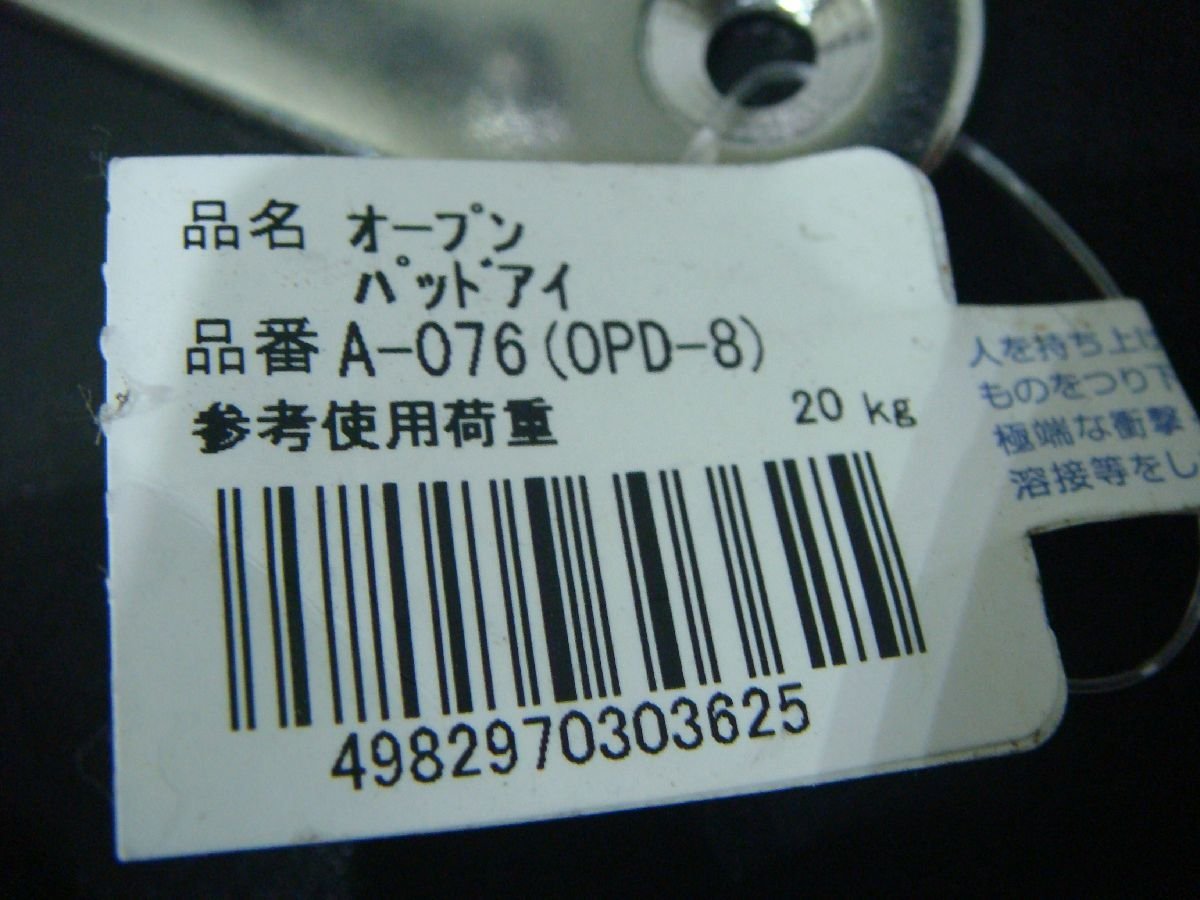 品名 オープン
パッドアイ
品番 A-076(OPD-8)
参考使用荷重 20 kg
4982970303625
人を持ち上げ
ものをつり下
極端な衝撃
溶接等をし